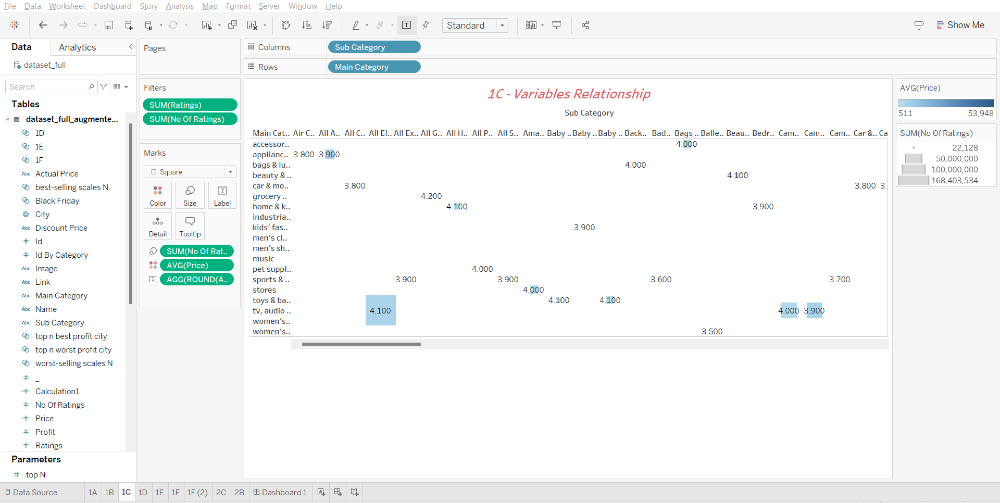 File Data Worksheet Dashboard Story Analysis Map Format Server Window Help
Standard
Show Me
Data Analytics
dataset_full
Search
Tables
dataset_full_augmente...
1D
1E
1F
Abc Actual Price
best-selling scales N
Black Friday
City
Abc Discount Price
# Id
# Id By Category
Abc Image
Abc Link
Abc Main Category
Abc Name
Abc Sub Category
top n best profit city
top n worst profit city
worst-selling scales N
# _
=# Calculation1
# No Of Ratings
=# Price
# Profit
# Ratings
Parameters
# top N
Pages
Filters
SUM(Ratings)
SUM(No Of Ratings)
Marks
Square
Color Size Label
Detail Tooltip
SUM(No Of Rat..
AVG(Price)
AGG(ROUND(A..
Columns Sub Category
Rows Main Category
1C - Variables Relationship
Sub Category
Main Cat.. Air C.. All A.. All C.. All El.. All Ex.. All G.. All H.. All P.. All S.. Ama.. Baby .. Baby .. Baby .. Back.. Bad.. Bags .. Balle.. Beau.. Bedr.. Cam.. Cam.. Cam.. Car &.. Ca
accessor.. 4.000
applianc.. 3.800 3.900
bags & lu.. 4.000
beauty & .. 4.100
car & mo.. 3.800 3.800 3.
grocery .. 4.200
home & k.. 4.100 3.900
industria..
kids’ fas.. 3.900
men’s cl..
men’s sh..
music
pet suppl.. 4.000
sports & .. 3.900 3.900 3.600 3.700
stores 4.000
toys & ba.. 4.100 4.100
tv, audio .. 4.100 4.000 3.900
women’s..
women’s.. 3.500
AVG(Price)
511 53,948
SUM(No Of Ratings)
22,128
50,000,000
100,000,000
168,403,534
Data Source 1A 1B 1C 1D 1E 1F 1F (2) 2C 2B Dashboard 1